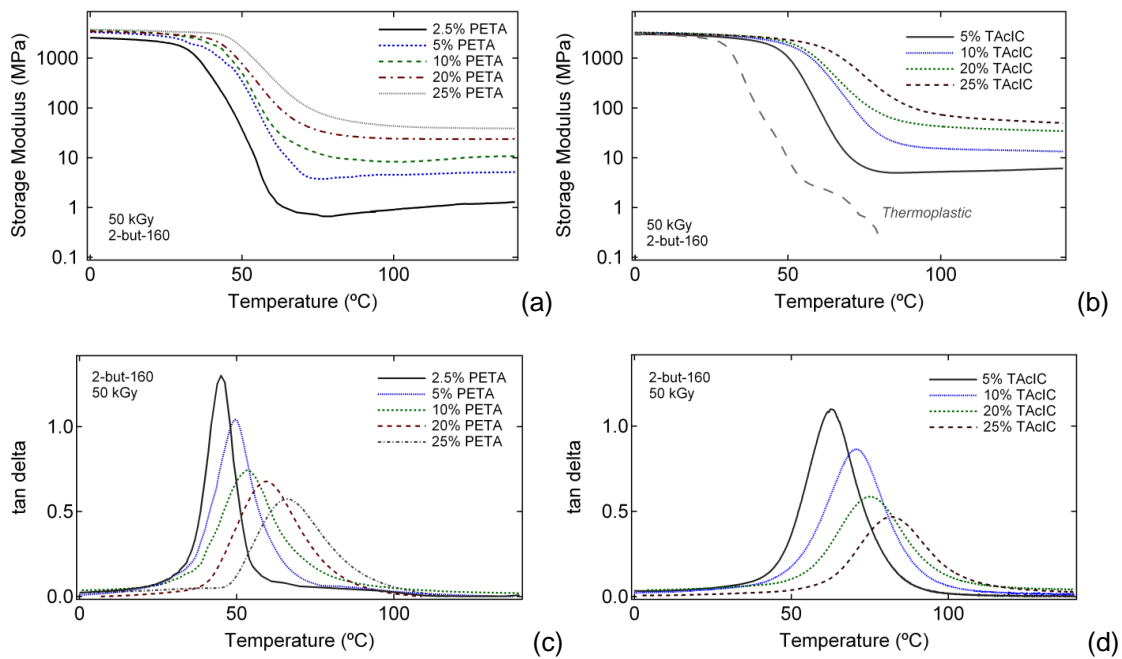 Storage Modulus (MPa)
1000
100
10
1
0.1
2.5% PETA
5% PETA
10% PETA
20% PETA
25% PETA
50 kGy
2-but-160
0
50
100
Temperature (ºC)
(a)
Storage Modulus (MPa)
1000
100
10
1
0.1
5% TAcIC
10% TAcIC
20% TAcIC
25% TAcIC
Thermoplastic
50 kGy
2-but-160
0
50
100
Temperature (ºC)
(b)
tan delta
1.0
0.5
0.0
2-but-160
50 kGy
2.5% PETA
5% PETA
10% PETA
20% PETA
25% PETA
0
50
100
Temperature (ºC)
(c)
tan delta
1.0
0.5
0.0
2-but-160
50 kGy
5% TAcIC
10% TAcIC
20% TAcIC
25% TAcIC
50
100
Temperature (ºC)
(d)